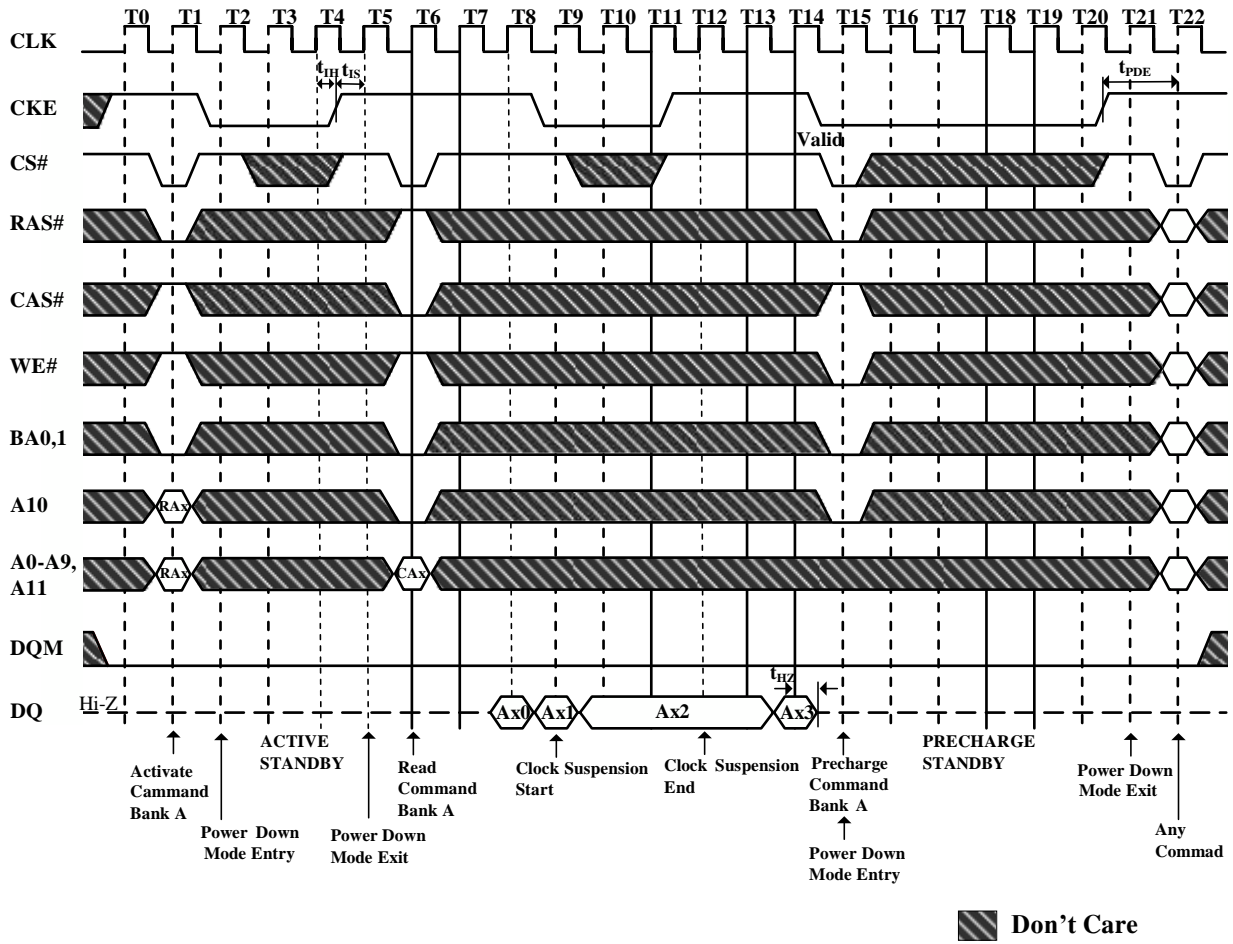 T0 T1 T2 T3 T4 T5 T6 T7 T8 T9 T10 T11 T12 T13 T14 T15 T16 T17 T18 T19 T20 T21 T22
CLK
tIH tIS
tPDE
CKE
Valid
CS#
RAS#
CAS#
WE#
BA0,1
A10
RAx
A0-A9,
A11
RAx
CAx
DQM
tHZ
DQ
Hi-Z
Ax0
Ax1
Ax2
Ax3
Activate
Cammand
Bank A
ACTIVE
STANDBY
Read
Command
Bank A
Clock Suspension
Start
Clock Suspension
End
Precharge
Command
Bank A
PRECHARGE
STANDBY
Power Down
Mode Exit
Power Down
Mode Entry
Power Down
Mode Exit
Power Down
Mode Entry
Any
Commad
Don't Care